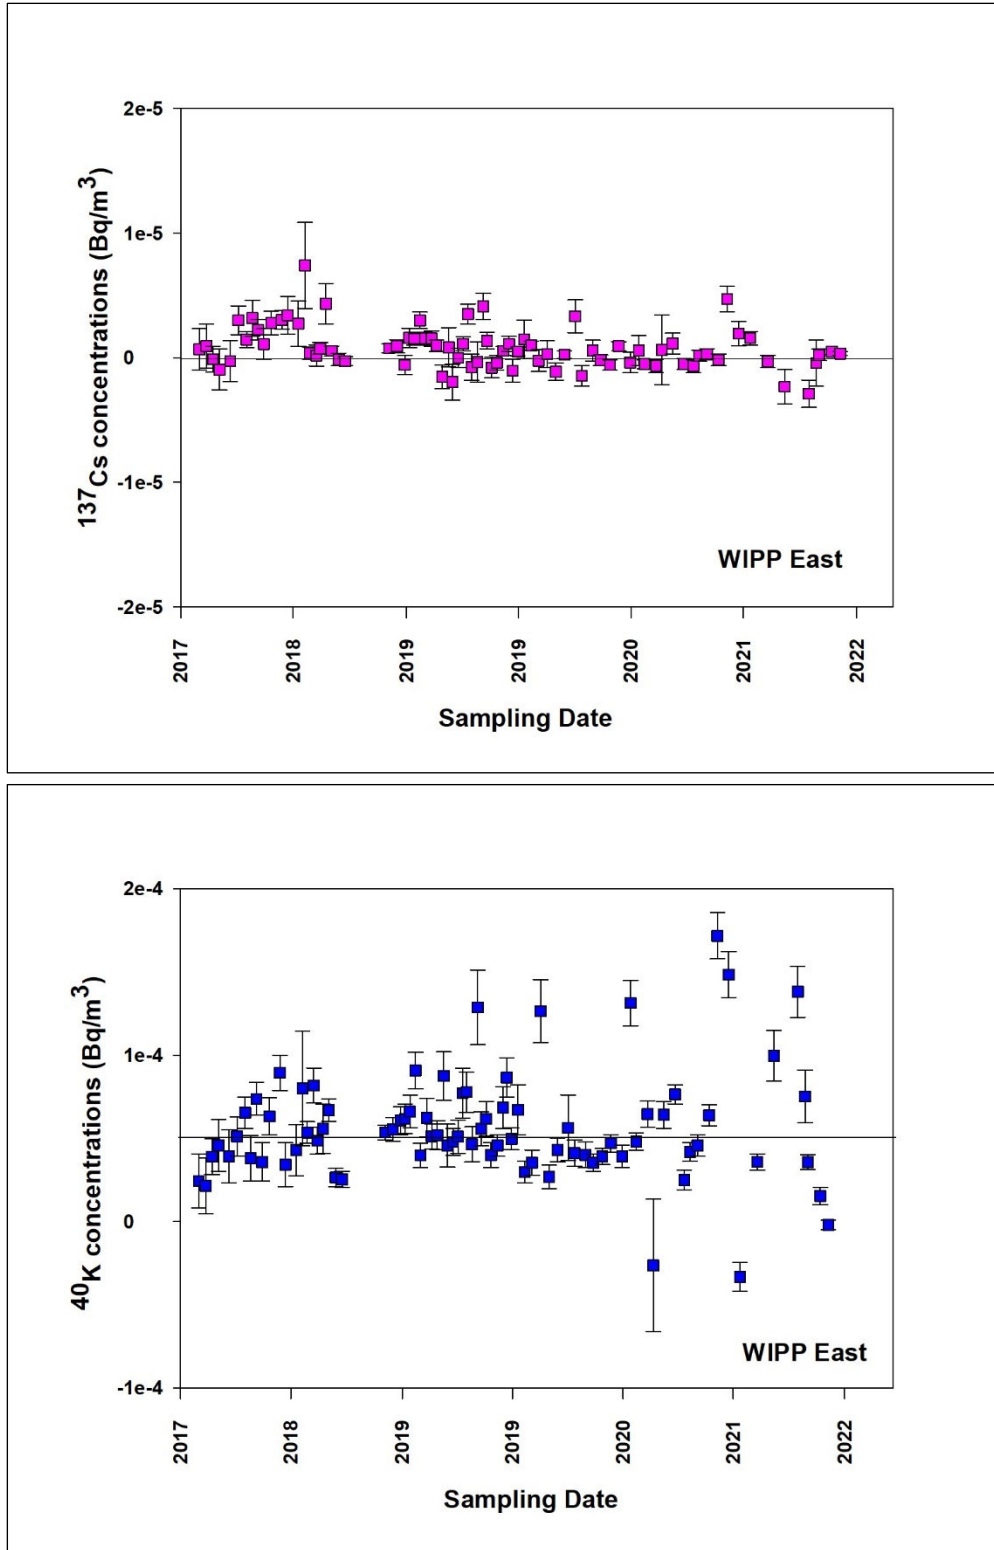 2e-5
1e-5
0
-1e-5
-2e-5
137Cs concentrations (Bq/m3)
WIPP East
2017
2018
2019
2019
2020
2021
2022
Sampling Date
2e-4
1e-4
0
-1e-4
40K concentrations (Bq/m3)
WIPP East
2017
2018
2019
2019
2020
2021
2022
Sampling Date